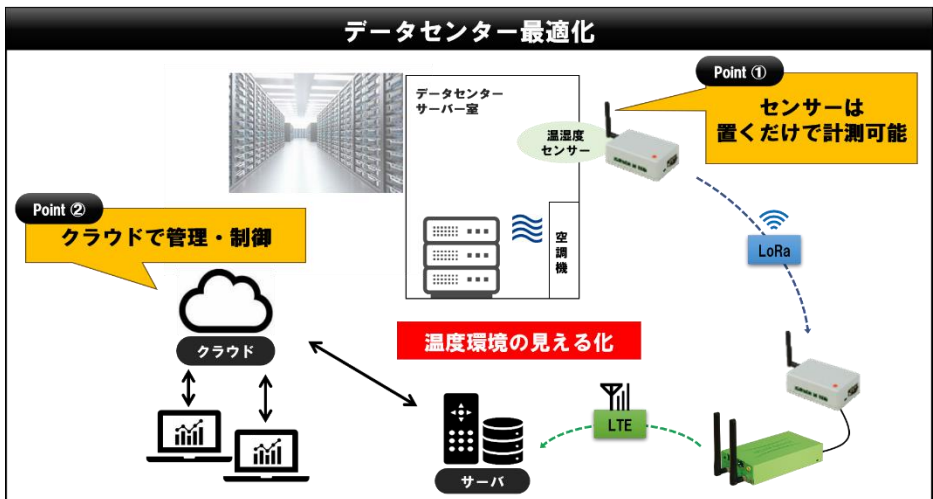 データセンター最適化
Point ①
センサーは
置くだけで計測可能
データセンター
サーバー室
温湿度
センサー
空調機
LoRa
Point ②
クラウドで管理・制御
クラウド
温度環境の見える化
LTE
サーバ